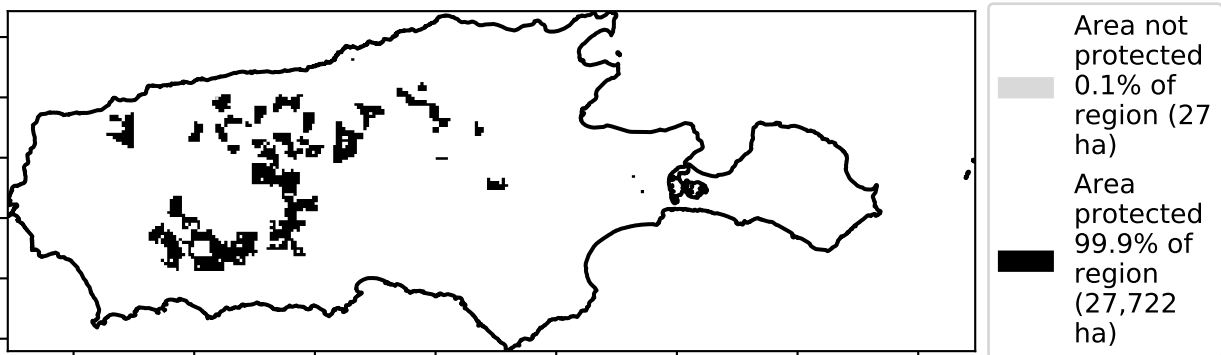 Area not
protected
0.1% of
region (27
ha)
Area
protected
99.9% of
region
(27,722
ha)